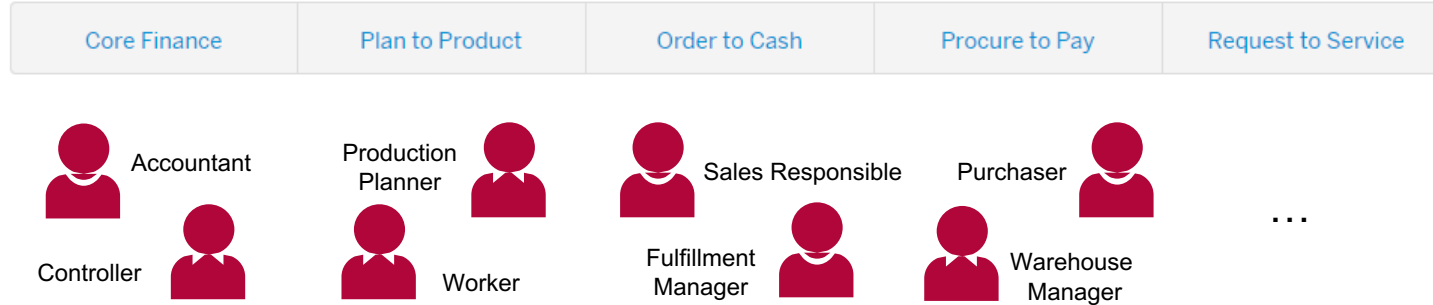 Core Finance
Plan to Product
Order to Cash
Procure to Pay
Request to Service
Accountant
Controller
Production
Planner
Worker
Sales Responsible
Fulfillment
Manager
Purchaser
Warehouse
Manager
...